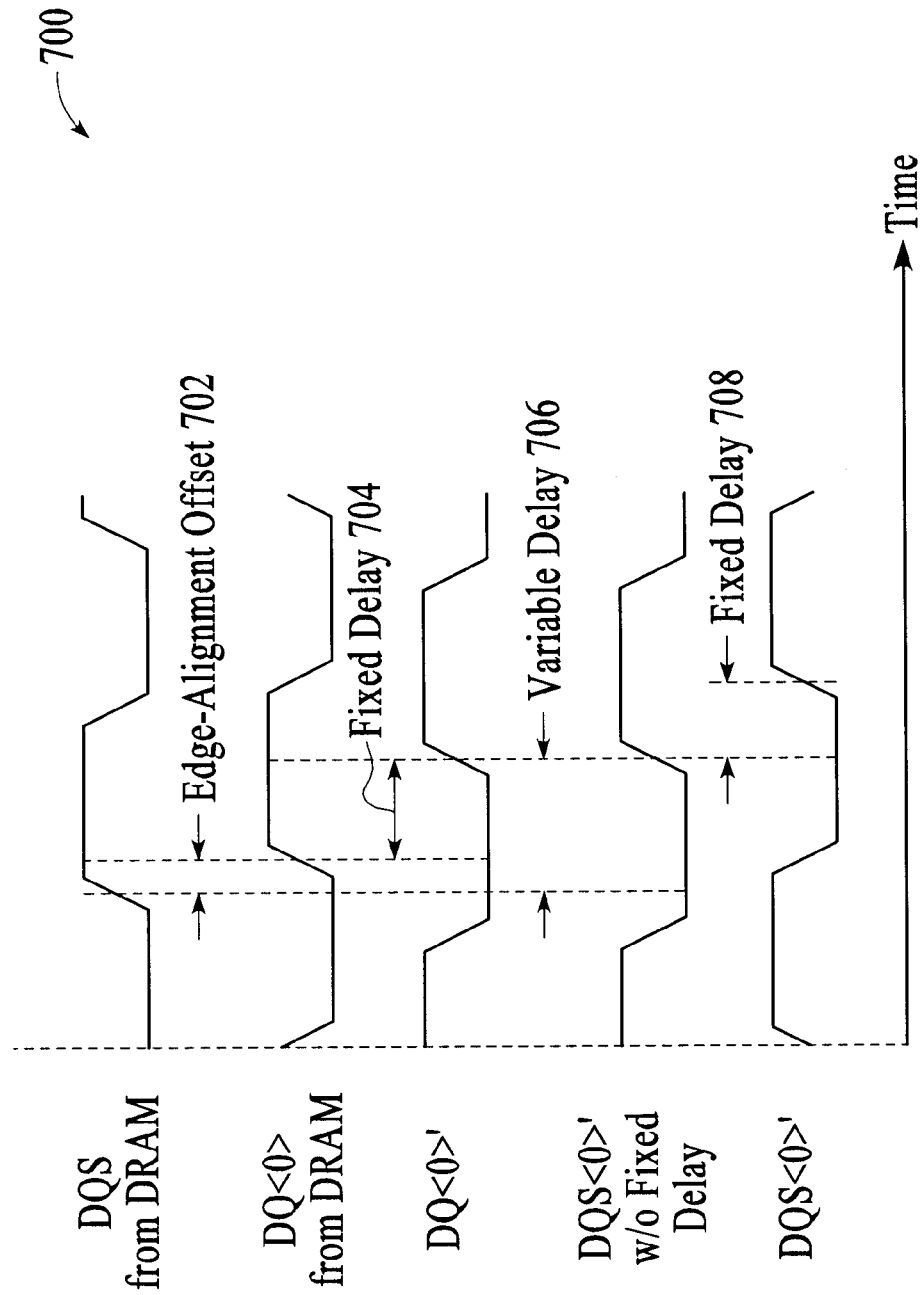 700
DQS
from DRAM
Edge-Alignment Offset 702
DQ<0>
from DRAM
Fixed Delay 704
DQ<0>'
Variable Delay 706
DQS<0>'
w/o Fixed
Delay
Fixed Delay 708
DQS<0>'
Time